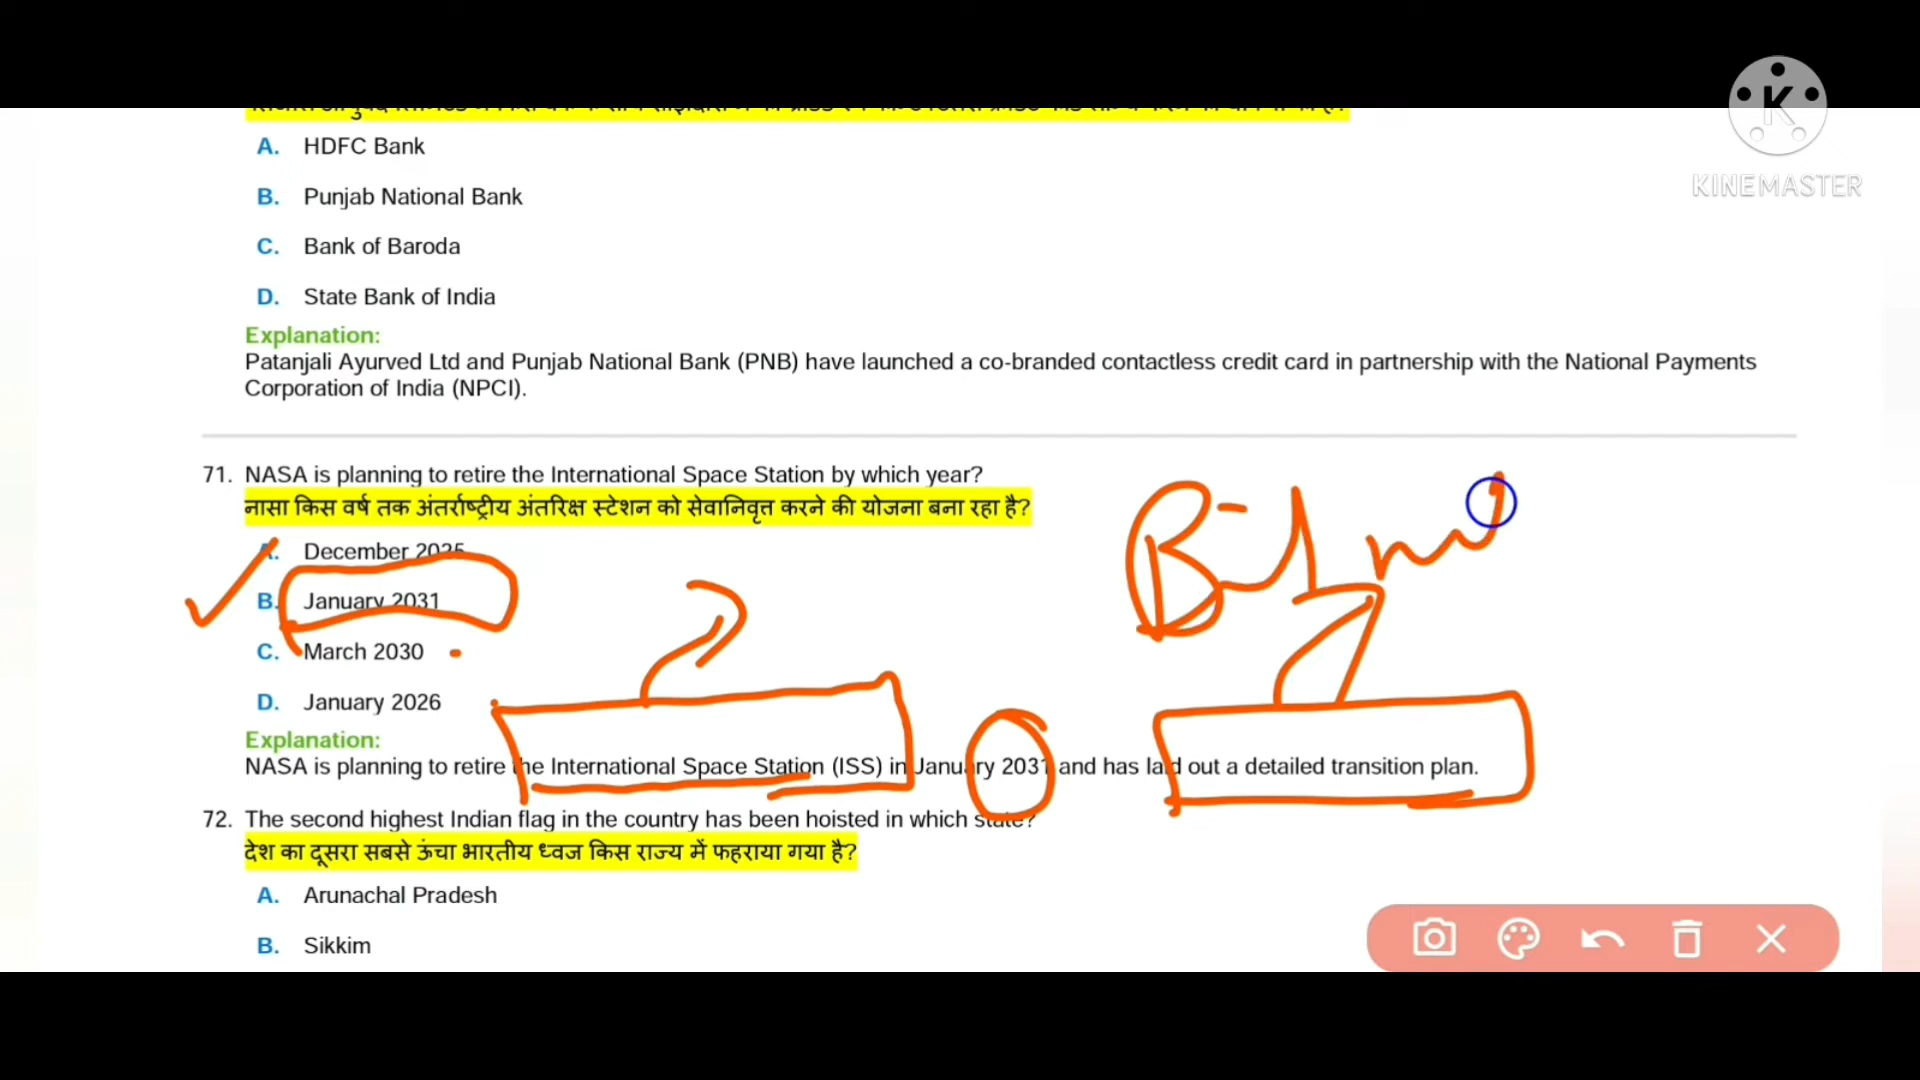 KINEMASTER
A. HDFC Bank
B. Punjab National Bank
C. Bank of Baroda
D. State Bank of India
Explanation:
Patanjali Ayurved Ltd and Punjab National Bank (PNB) have launched a co-branded contactless credit card in partnership with the National Payments
Corporation of India (NPCI).
71. NASA is planning to retire the International Space Station by which year?
नासा किस वर्ष तक अंतर्राष्ट्रीय अंतरिक्ष स्टेशन को सेवानिवृत्त करने की योजना बना रहा है?
A. December 2025
B. January 2031
C. March 2030
D. January 2026
Explanation:
NASA is planning to retire the International Space Station (ISS) in January 2031 and has laid out a detailed transition plan.
72. The second highest Indian flag in the country has been hoisted in which state?
देश का दूसरा सबसे ऊंचा भारतीय ध्वज किस राज्य में फहराया गया है?
A. Arunachal Pradesh
B. Sikkim